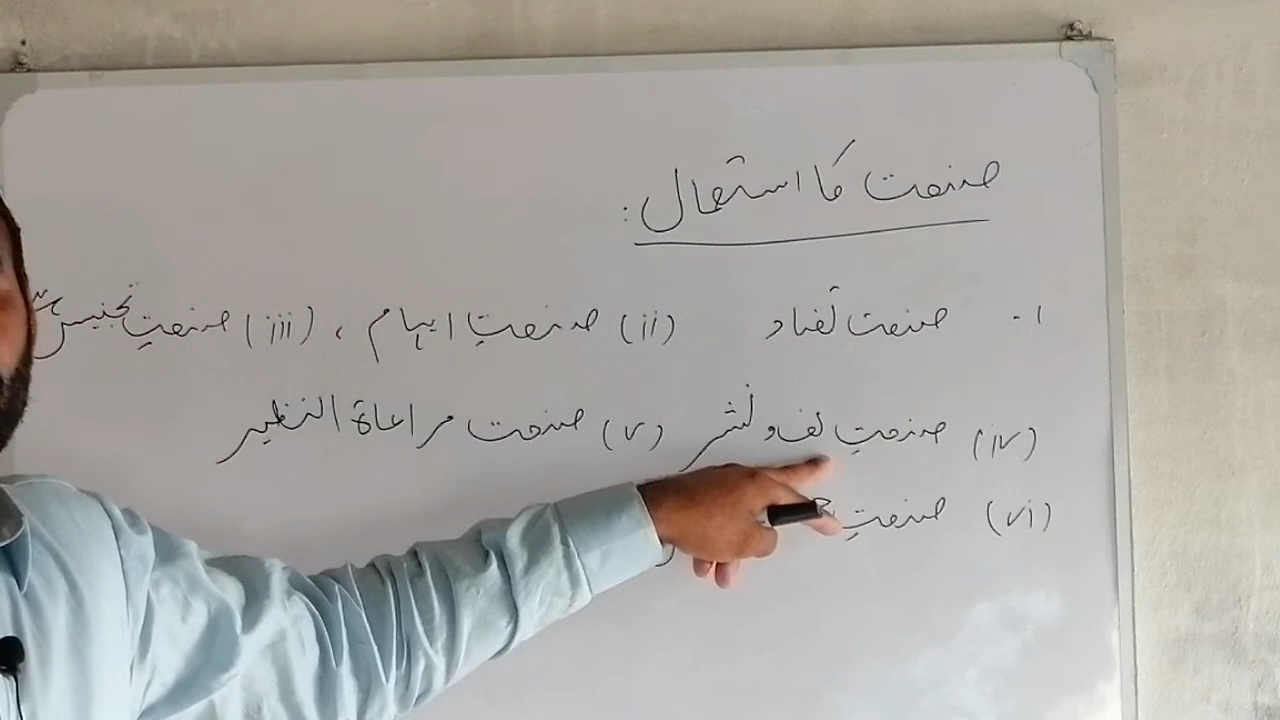 صنعت کا استعمال :
۱۔ صنعت تضاد (ii) صنعتِ ایہام ، (iii) صنعتِ تجنیس
(iv) صنعتِ لف و نشر (v) صنعت مراعاة النظیر
(vi) صنعتِ